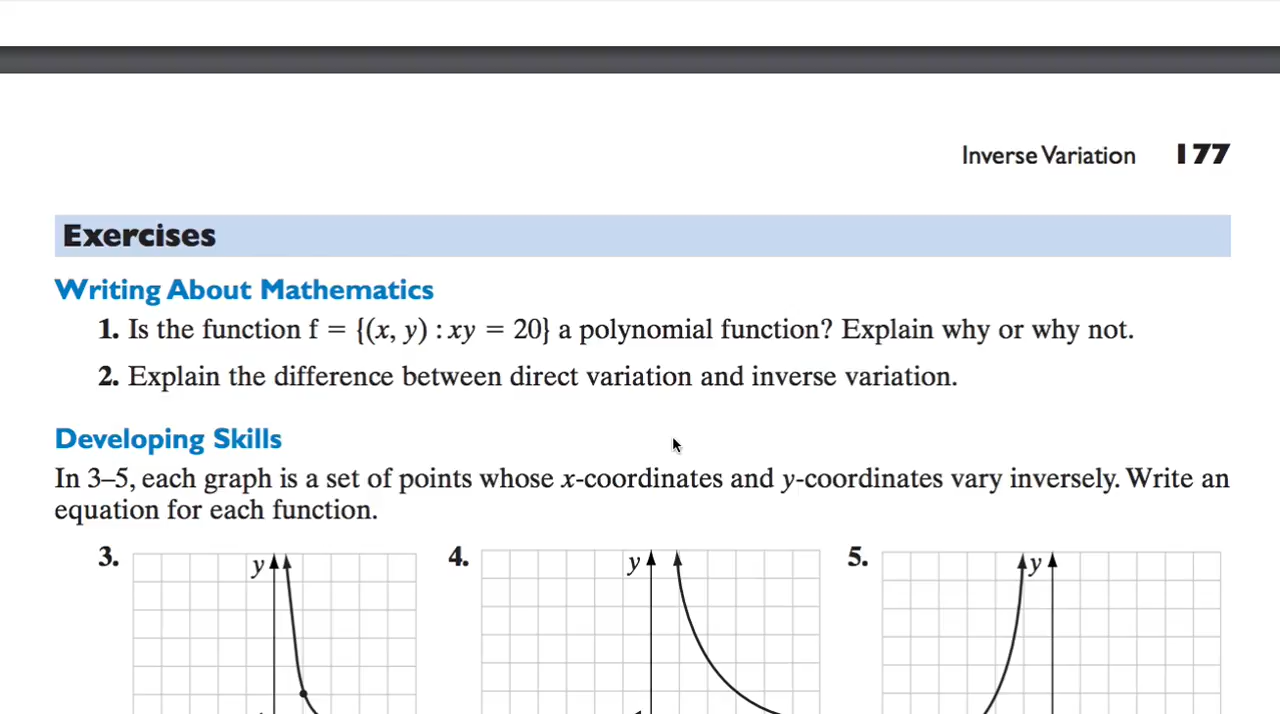 Inverse Variation 177
Exercises
Writing About Mathematics
1. Is the function f = {(x, y) : xy = 20} a polynomial function? Explain why or why not.
2. Explain the difference between direct variation and inverse variation.
Developing Skills
In 3–5, each graph is a set of points whose x-coordinates and y-coordinates vary inversely. Write an
equation for each function.
3. y 4. y 5. y